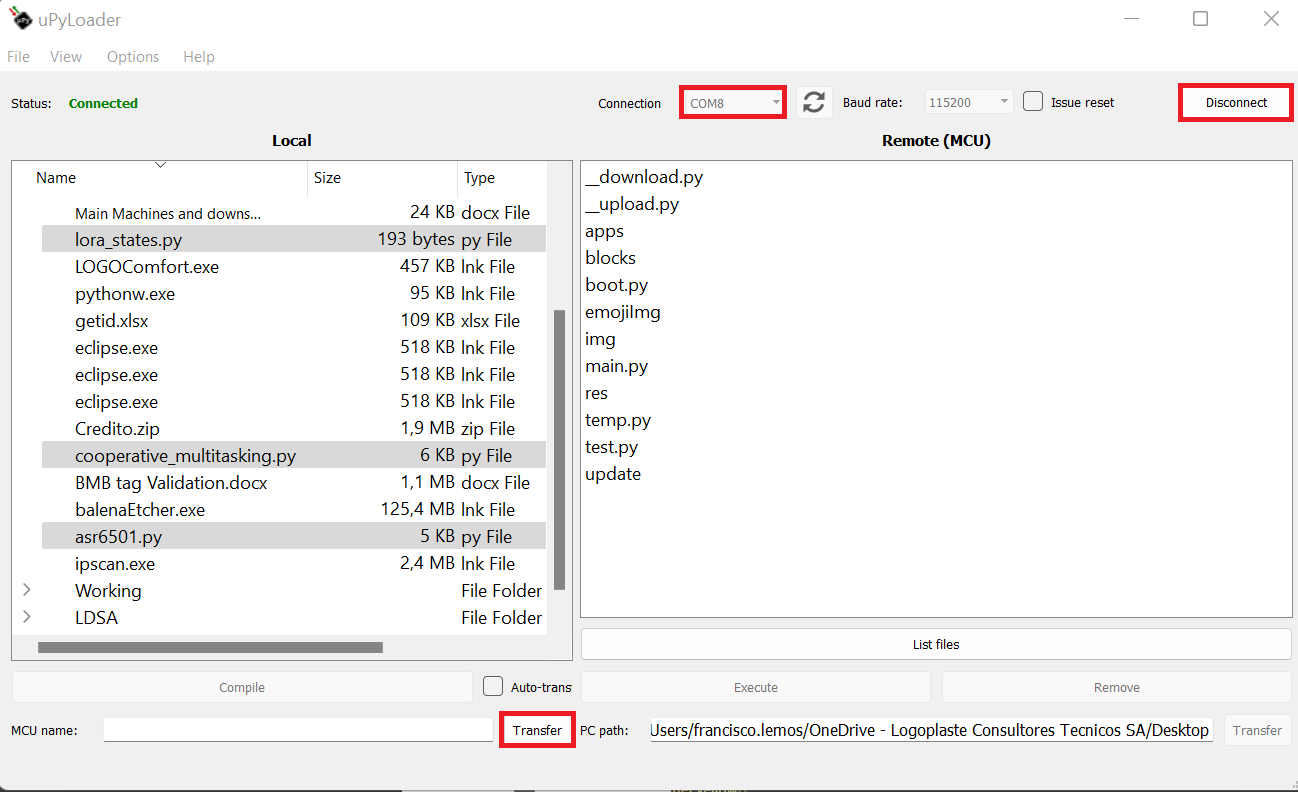 uPyLoader
File View Options Help
Status: Connected Connection COM8 Baud rate: 115200 Issue reset Disconnect
Local Remote (MCU)
Name Size Type
Main Machines and downs... 24 KB docx File
lora_states.py 193 bytes py File
LOGOComfort.exe 457 KB lnk File
pythonw.exe 95 KB lnk File
getid.xlsx 109 KB xlsx File
eclipse.exe 518 KB lnk File
eclipse.exe 518 KB lnk File
eclipse.exe 518 KB lnk File
Credito.zip 1,9 MB zip File
cooperative_multitasking.py 6 KB py File
BMB tag Validation.docx 1,1 MB docx File
balenaEtcher.exe 125,4 MB lnk File
asr6501.py 5 KB py File
ipscan.exe 2,4 MB lnk File
Working File Folder
LDSA File Folder
__download.py
__upload.py
apps
blocks
boot.py
emojiImg
img
main.py
res
temp.py
test.py
update
List files
Compile Auto-trans Execute Remove
MCU name: Transfer PC path: Users/francisco.lemos/OneDrive - Logoplaste Consultores Tecnicos SA/Desktop Transfer